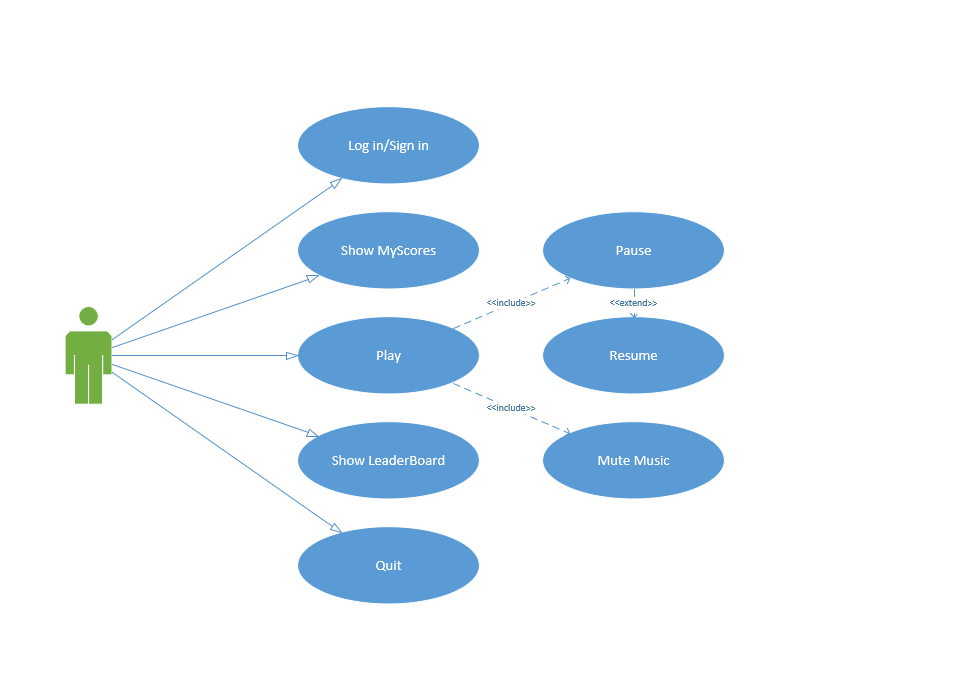 Log in/Sign in
Show MyScores
Pause
<<include>>
<<extend>>
Play
Resume
<<include>>
Show LeaderBoard
Mute Music
Quit